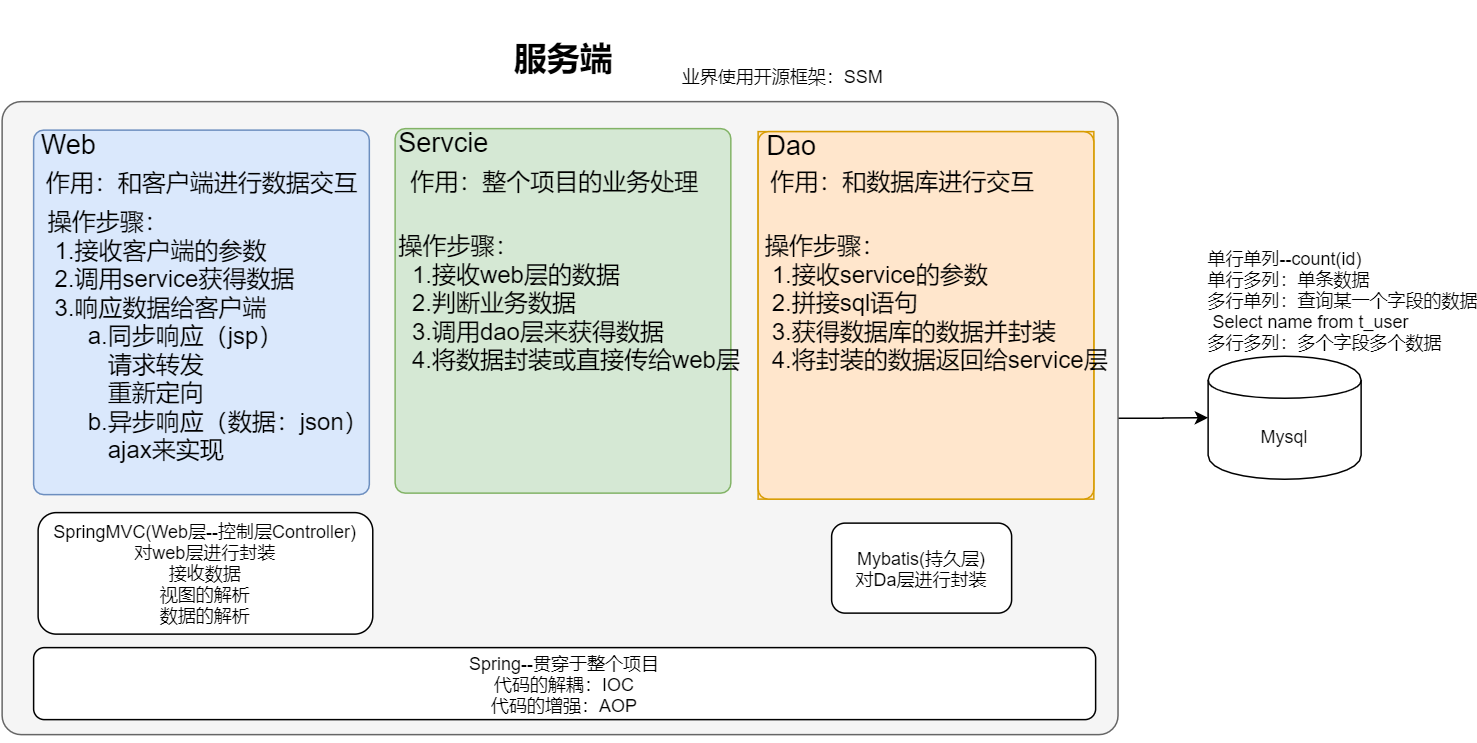 服务端
业界使用开源框架：SSM
Web
作用：和客户端进行数据交互
操作步骤：
1.接收客户端的参数
2.调用service获得数据
3.响应数据给客户端
a.同步响应（jsp）
请求转发
重新定向
b.异步响应（数据：json）
ajax来实现
Servcie
作用：整个项目的业务处理
操作步骤：
1.接收web层的数据
2.判断业务数据
3.调用dao层来获得数据
4.将数据封装或直接传给web层
Dao
作用：和数据库进行交互
操作步骤：
1.接收service的参数
2.拼接sql语句
3.获得数据库的数据并封装
4.将封装的数据返回给service层
单行单列--count(id)
单行多列：单条数据
多行单列：查询某一个字段的数据
Select name from t_user
多行多列：多个字段多个数据
Mysql
SpringMVC(Web层--控制层Controller)
对web层进行封装
接收数据
视图的解析
数据的解析
Mybatis(持久层)
对Da层进行封装
Spring--贯穿于整个项目
代码的解耦：IOC
代码的增强：AOP